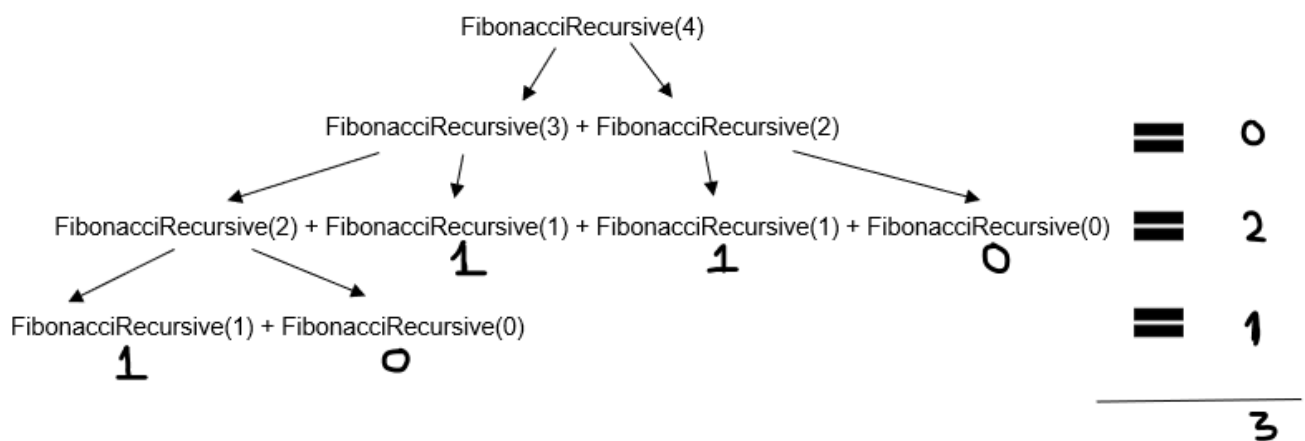 FibonacciRecursive(4)
FibonacciRecursive(3) + FibonacciRecursive(2) = 0
FibonacciRecursive(2) + FibonacciRecursive(1) + FibonacciRecursive(1) + FibonacciRecursive(0) = 2
1 1 0
FibonacciRecursive(1) + FibonacciRecursive(0) = 1
1 0
3